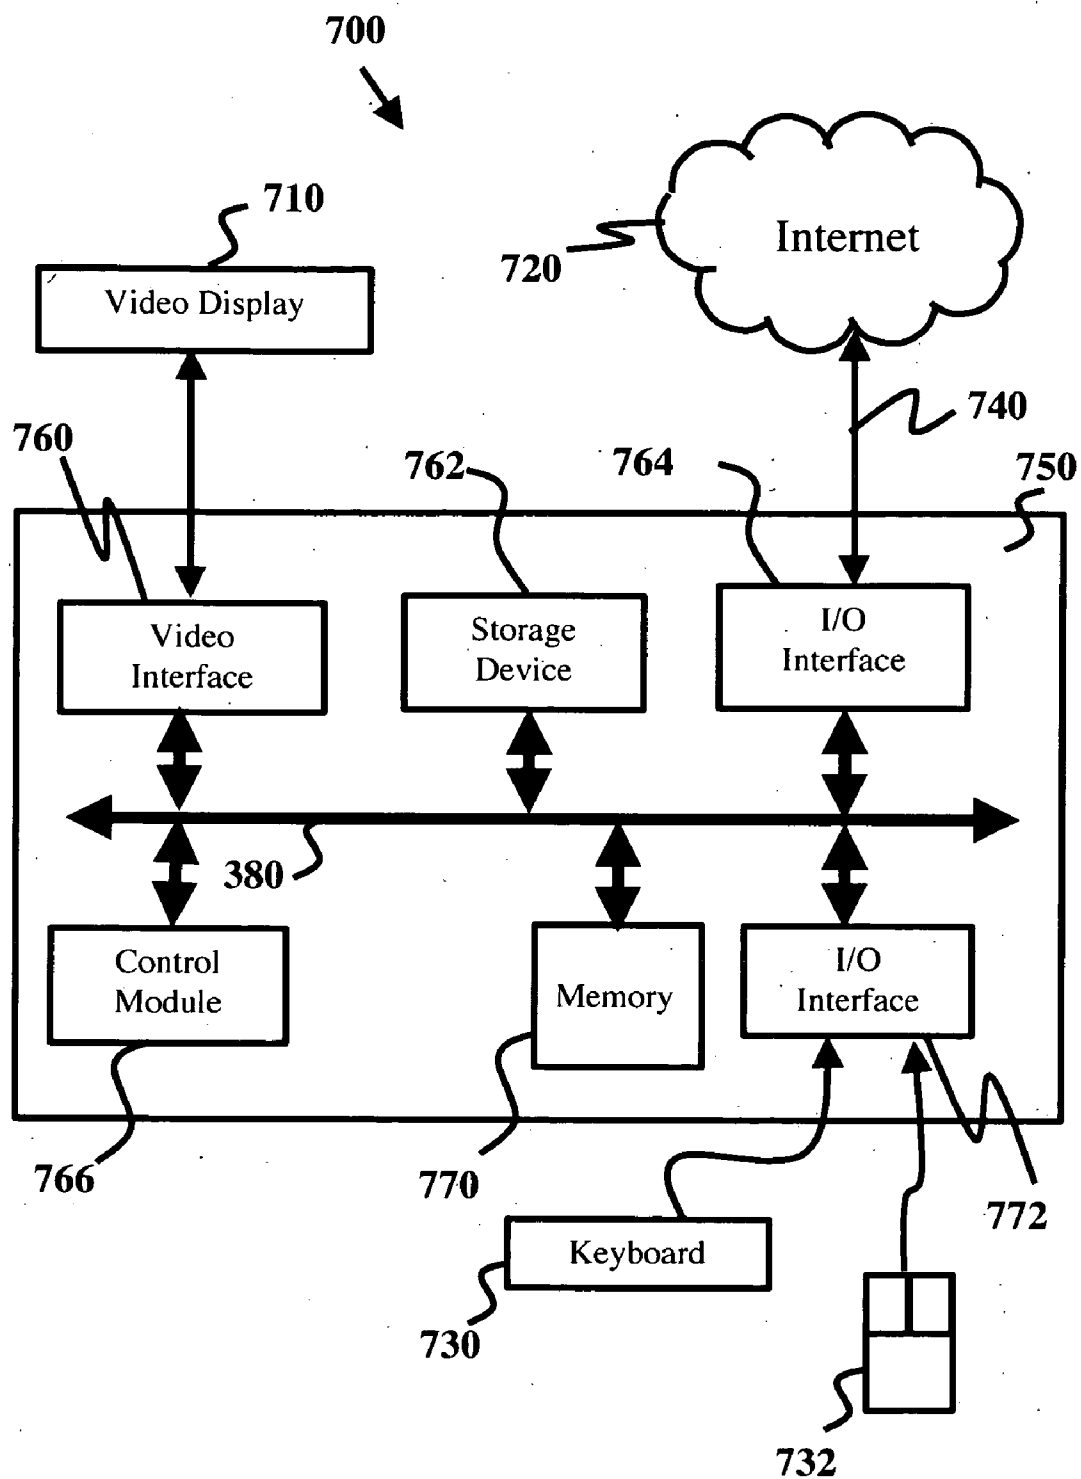 700
710
Internet
720
Video Display
740
760
762
764
750
Video
Interface
Storage
Device
I/O
Interface
380
Control
Module
Memory
I/O
Interface
766
770
772
Keyboard
730
732